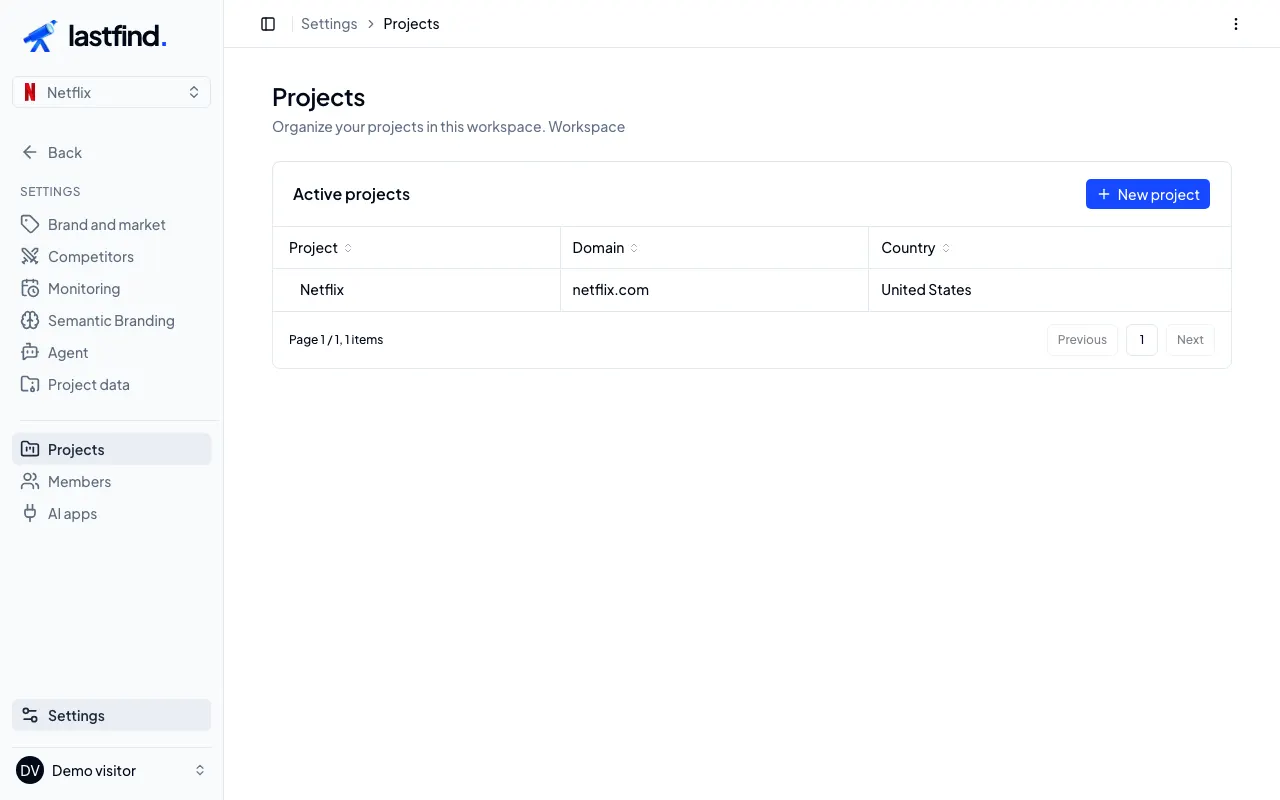 lastfind.
Netflix
Back
SETTINGS
Brand and market
Competitors
Monitoring
Semantic Branding
Agent
Project data
Projects
Members
AI apps
Settings
DV Demo visitor
Settings > Projects
Projects
Organize your projects in this workspace. Workspace
Active projects
+ New project
Project Domain Country
Netflix netflix.com United States
Page 1 / 1, 1 items
Previous 1 Next